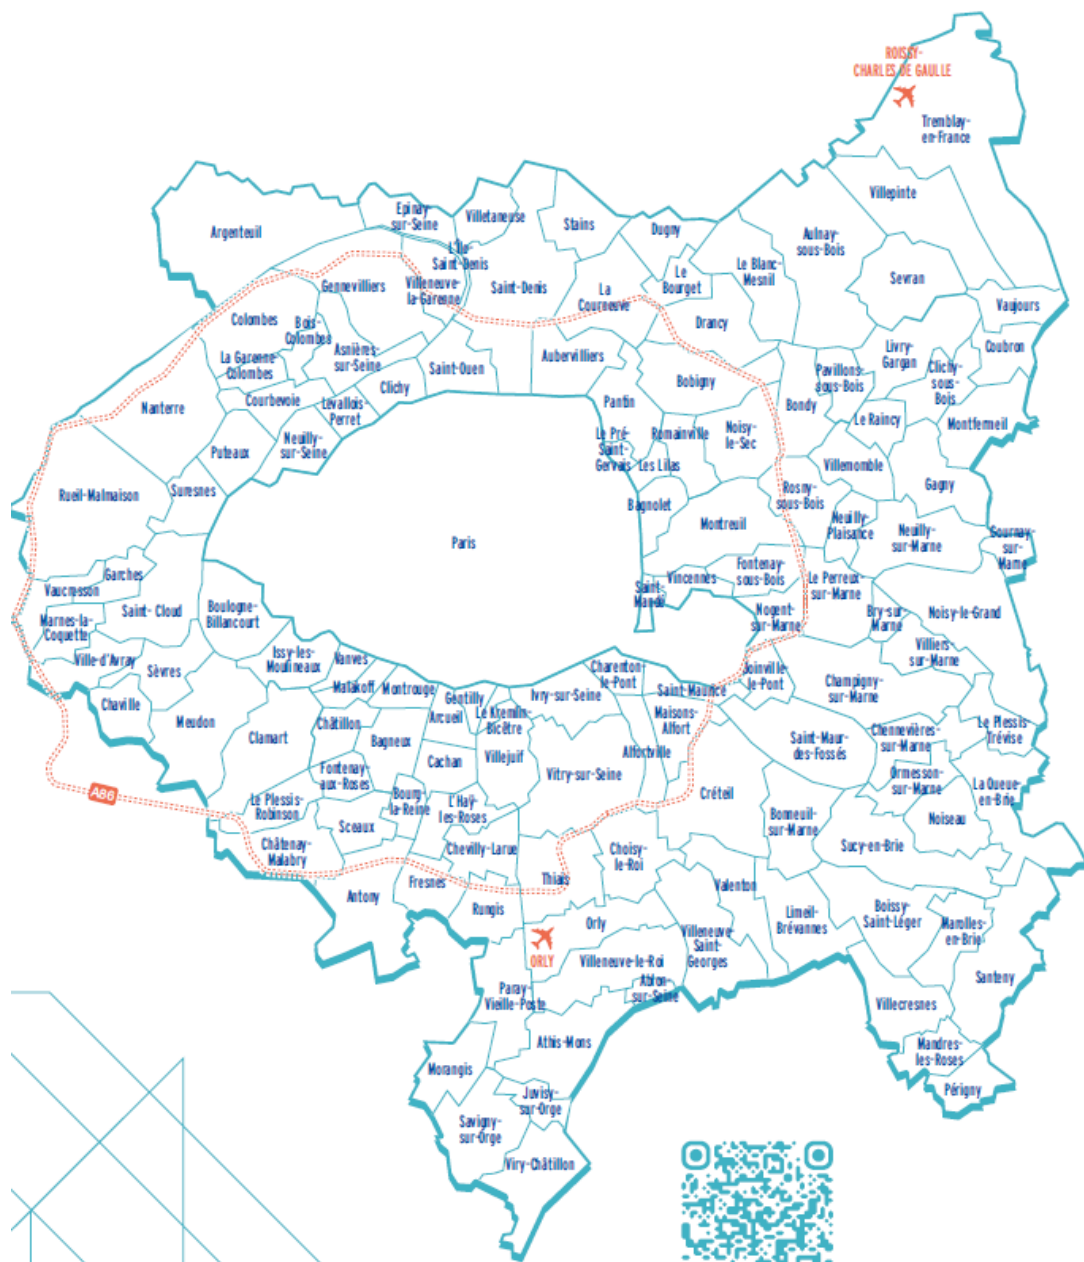 ROISSY-
CHARLES DE GAULLE
Tremblay-
en-France
Villepinte
Epinay-
sur-Seine
Villetaneuse
Argenteuil
Stains
Dugny
Aulnay-
sous-Bois
L'Île-
Saint-Denis
Le Blanc-
Mesnil
Sevran
Le
Bourget
Gennevilliers
Villeneuve-
la-Garenne
Saint-Denis
La
Courneuve
Vaujours
Colombes
Bois-
Colombes
Drancy
Asnières-
sur-Seine
Aubervilliers
Livry-
Gargan
Coubron
La Garenne-
Colombes
Saint-Ouen
Clichy
Bobigny
Pavillons-
sous-Bois
Clichy-
sous-
Bois
Nanterre
Courbevoie
Levallois-
Perret
Pantin
Bondy
Le Raincy
Montfermeil
Puteaux
Neuilly-
sur-Seine
Le Pré-
Saint-
Gervais
Romainville
Noisy-
le-Sec
Les Lilas
Villemomble
Rueil-Malmaison
Suresnes
Bagnolet
Rosny-
sous-Bois
Gagny
Montreuil
Neuilly-
Plaisance
Neuilly-
sur-Marne
Gournay-
sur-
Marne
Paris
Garches
Vaucresson
Saint- Cloud
Boulogne-
Billancourt
Saint-
Mandé
Vincennes
Fontenay-
sous-Bois
Le Perreux-
sur-Marne
Marnes-la-
Coquette
Nogent-
sur-Marne
Bry-sur-
Marne
Noisy-le-Grand
Ville-d'Avray
Sèvres
Issy-les-
Moulineaux
Vanves
Villiers-
sur-Marne
Chaville
Meudon
Malakoff
Montrouge
Gentilly
Le Kremlin-
Bicêtre
Ivry-sur-Seine
Charenton-
le-Pont
Saint-Maurice
Joinville-
le-Pont
Champigny-
sur-Marne
Clamart
Châtillon
Bagneux
Arcueil
Maisons-
Alfort
Cachan
Villejuif
Alfortville
Saint-Maur-
des-Fossés
Chennevières-
sur-Marne
Le Plessis-
Trévise
Fontenay-
aux-Roses
Vitry-sur-Seine
Ormesson-
sur-Marne
La Queue-
en-Brie
A86
Le Plessis-
Robinson
Bourg-
la-Reine
L'Haÿ-
les-Roses
Créteil
Bonneuil-
sur-Marne
Noiseau
Sceaux
Châtenay-
Malabry
Chevilly-Larue
Choisy-
le-Roi
Sucy-en-Brie
Antony
Fresnes
Thiais
Valenton
Rungis
Orly
Limeil-
Brévannes
Boissy-
Saint-Léger
Marolles-
en-Brie
ORLY
Villeneuve-
Saint-
Georges
Villeneuve-le-Roi
Paray-
Vieille-Poste
Ablon-
sur-Seine
Santeny
Villecresnes
Athis-Mons
Mandres-
les-Roses
Morangis
Périgny
Juvisy-
sur-Orge
Savigny-
sur-Orge
Viry-Châtillon